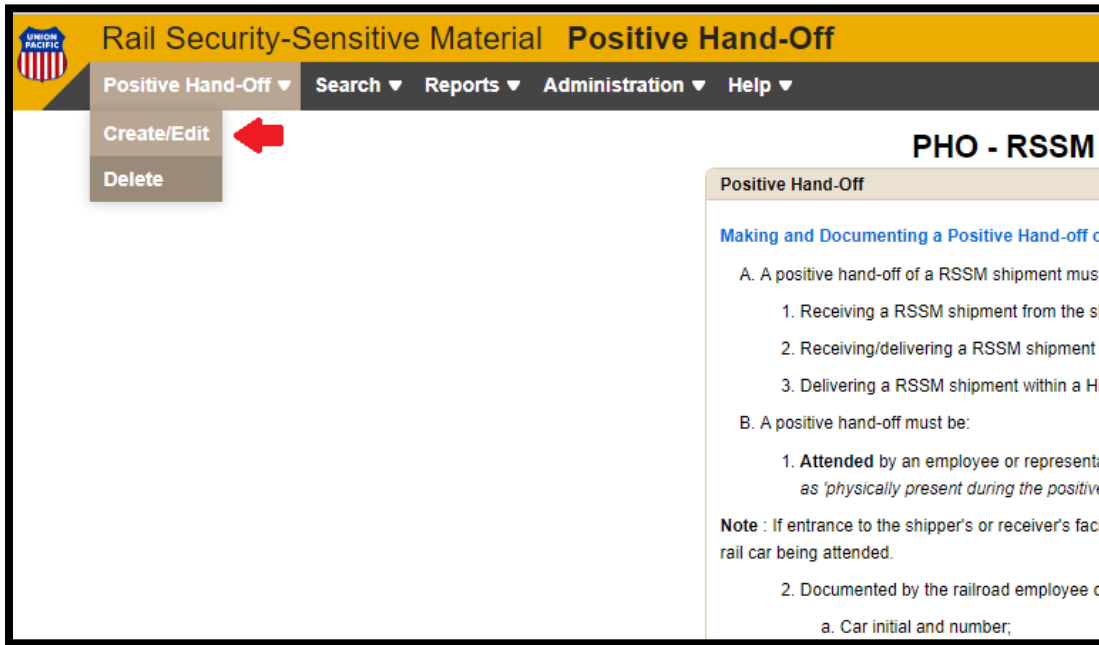 UNION
PACIFIC
Rail Security-Sensitive Material Positive Hand-Off
Positive Hand-Off ▼ Search ▼ Reports ▼ Administration ▼ Help ▼
Create/Edit
Delete
PHO - RSSM
Positive Hand-Off
Making and Documenting a Positive Hand-off
A. A positive hand-off of a RSSM shipment
1. Receiving a RSSM shipment from the
2. Receiving/delivering a RSSM shipment
3. Delivering a RSSM shipment within a
B. A positive hand-off must be:
1. Attended by an employee or
as 'physically present during the
Note : If entrance to the shipper's or receiver's
rail car being attended.
2. Documented by the railroad employee
a. Car initial and number;